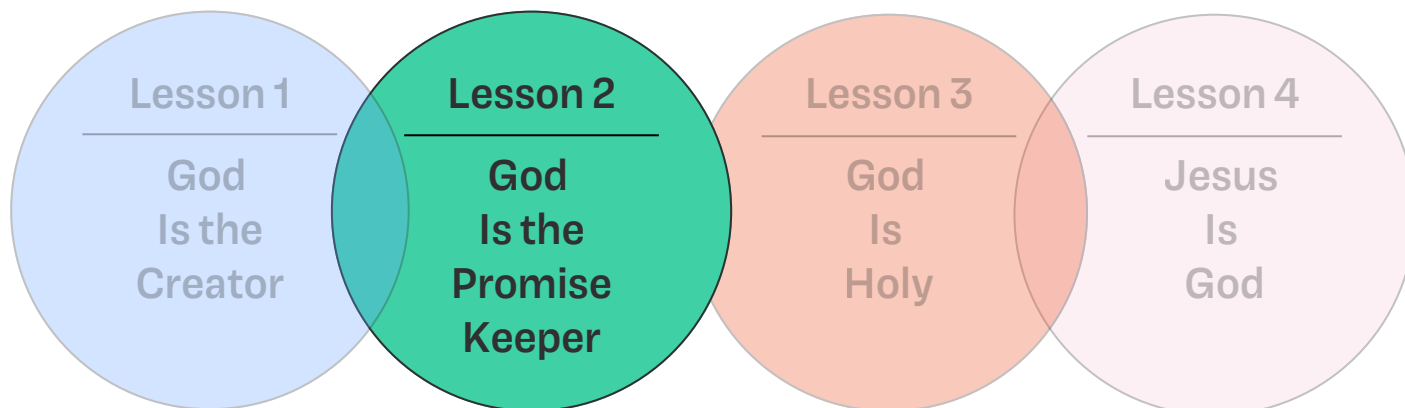 Lesson 1
God
Is the
Creator
Lesson 2
God
Is the
Promise
Keeper
Lesson 3
God
Is
Holy
Lesson 4
Jesus
Is
God